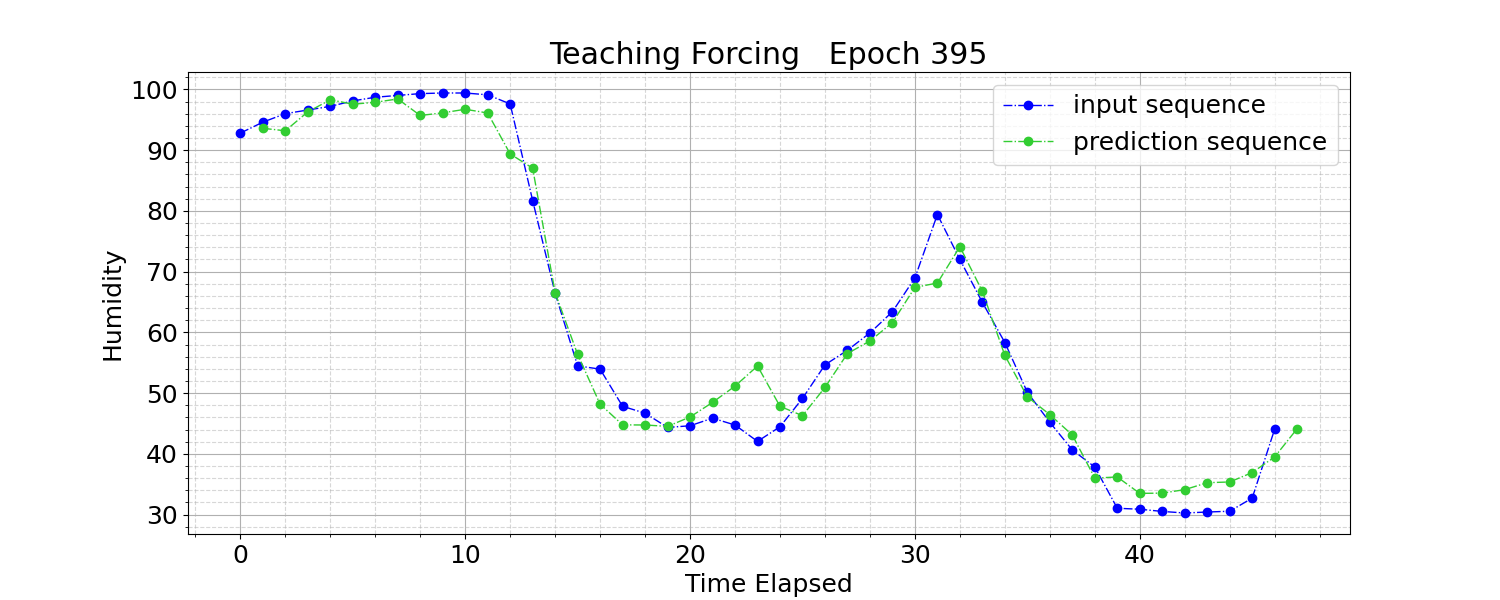 Teaching Forcing   Epoch 395
input sequence
prediction sequence
Humidity
100
90
80
70
60
50
40
30
0 10 20 30 40
Time Elapsed